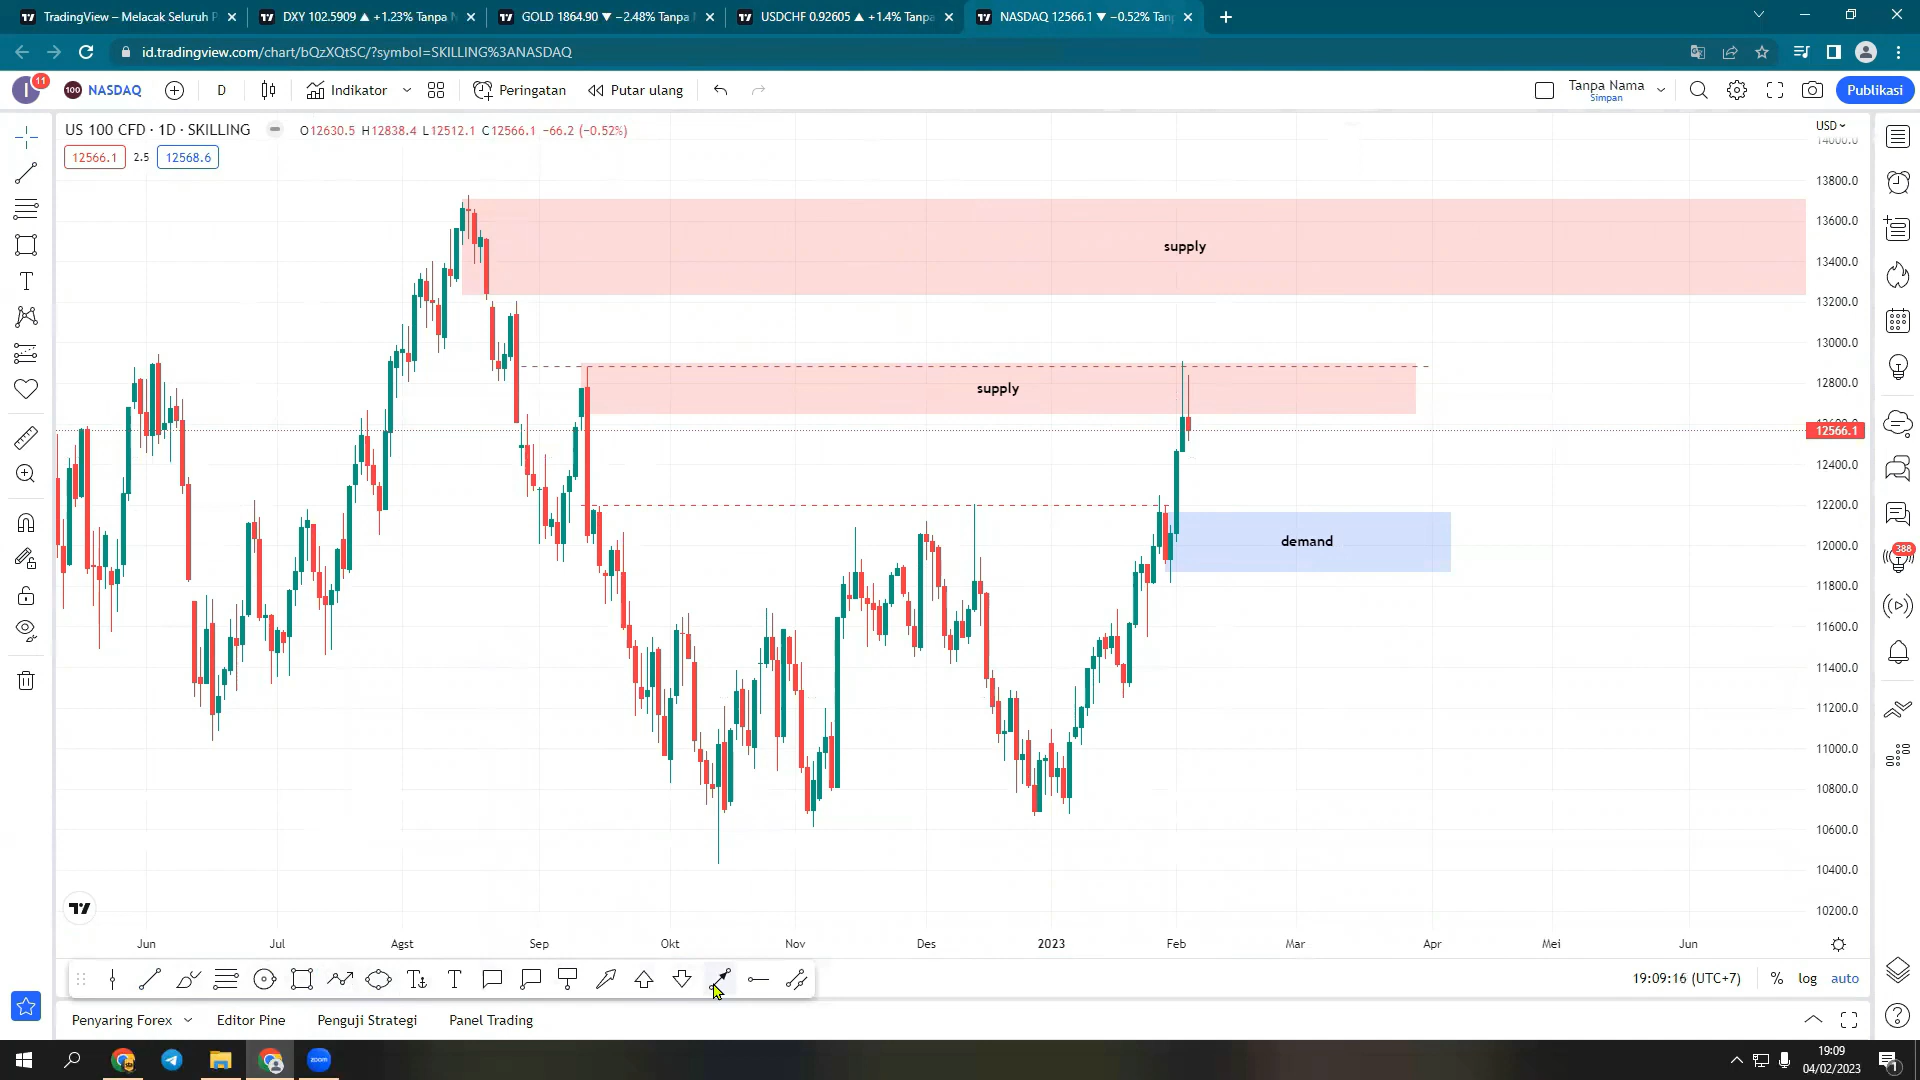 TradingView – Melacak Seluruh P
DXY 102.5909 ▲ +1.23% Tanpa N
GOLD 1864.90 ▼ −2.48% Tanpa
USDCHF 0.92605 ▲ +1.4% Tanpa
NASDAQ 12566.1 ▼ −0.52% Tan
id.tradingview.com/chart/bQzXQtSC/?symbol=SKILLING%3ANASDAQ
I
11
100
NASDAQ
D
Indikator
Peringatan
Putar ulang
Tanpa Nama
Simpan
Publikasi
US 100 CFD · 1D · SKILLING
O12630.5 H12838.4 L12512.1 C12566.1 −66.2 (−0.52%)
12566.1
2.5
12568.6
USD
14000.0
13800.0
13600.0
13400.0
13200.0
13000.0
12800.0
12566.1
12400.0
12200.0
12000.0
11800.0
11600.0
11400.0
11200.0
11000.0
10800.0
10600.0
10400.0
10200.0
supply
supply
demand
388
Jun
Jul
Agst
Sep
Okt
Nov
Des
2023
Feb
Mar
Apr
Mei
Jun
19:09:16 (UTC+7)
%
log
auto
Penyaring Forex
Editor Pine
Penguji Strategi
Panel Trading
zoom
19:09
04/02/2023
1